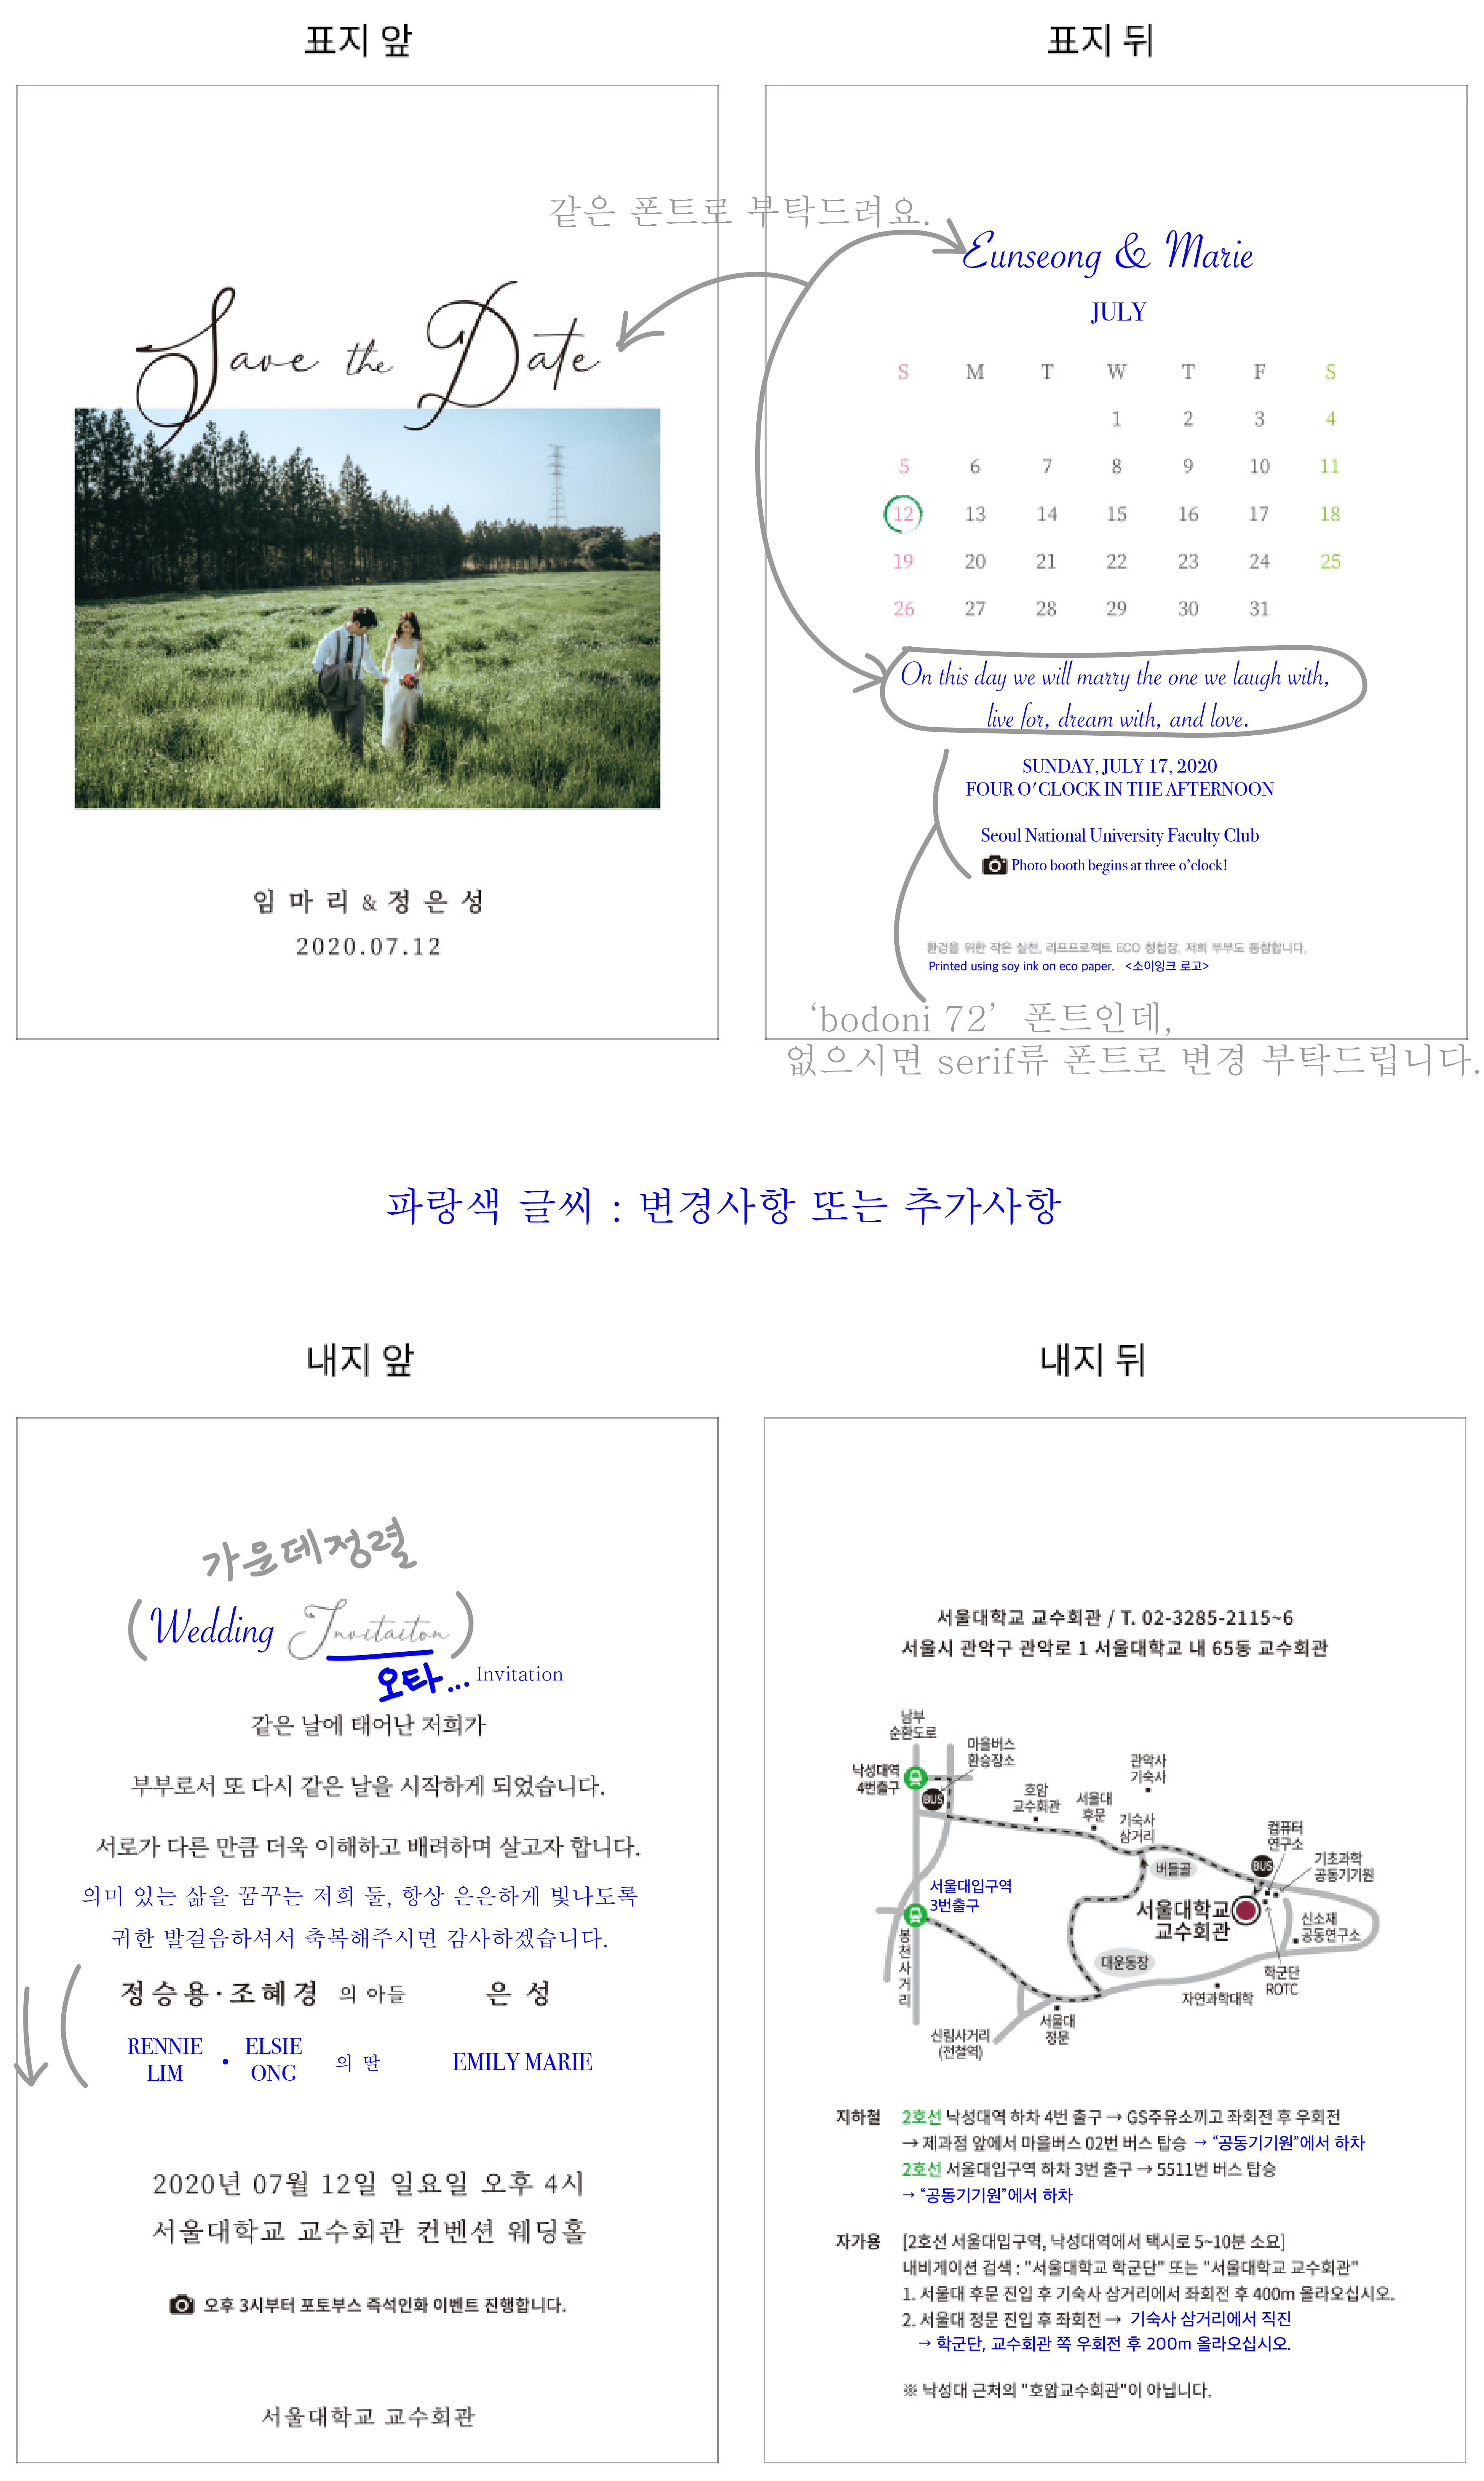 표지 앞
Save the Date
임 마 리 & 정 은 성
2020.07.12
표지 뒤
같은 폰트로 부탁드려요.
Eunseong & Marie
JULY
S M T W T F S
1 2 3 4
5 6 7 8 9 10 11
12 13 14 15 16 17 18
19 20 21 22 23 24 25
26 27 28 29 30 31
On this day we will marry the one we laugh with,
live for, dream with, and love.
SUNDAY, JULY 17, 2020
FOUR O'CLOCK IN THE AFTERNOON
Seoul National University Faculty Club
Photo booth begins at three o'clock!
환경을 위한 작은 실천, 리프프로젝트 ECO 청첩장, 저희 부부도 동참합니다.
Printed using soy ink on eco paper. <소이잉크 로고>
‘bodoni 72’ 폰트인데,
없으시면 serif류 폰트로 변경 부탁드립니다.
파랑색 글씨 : 변경사항 또는 추가사항
내지 앞
가운데정렬
(Wedding Invitaiton)
오타... Invitation
같은 날에 태어난 저희가
부부로서 또 다시 같은 날을 시작하게 되었습니다.
서로가 다른 만큼 더욱 이해하고 배려하며 살고자 합니다.
의미 있는 삶을 꿈꾸는 저희 둘, 항상 은은하게 빛나도록
귀한 발걸음하셔서 축복해주시면 감사하겠습니다.
정승용·조혜경 의 아들 은 성
RENNIE LIM • ELSIE ONG 의 딸 EMILY MARIE
2020년 07월 12일 일요일 오후 4시
서울대학교 교수회관 컨벤션 웨딩홀
오후 3시부터 포토부스 즉석인화 이벤트 진행합니다.
서울대학교 교수회관
내지 뒤
서울대학교 교수회관 / T. 02-3285-2115~6
서울시 관악구 관악로 1 서울대학교 내 65동 교수회관
남부
순환도로
마을버스
환승장소
낙성대역
4번출구
BUS
호암
교수회관
서울대
후문
관악사
기숙사
기숙사
삼거리
버들골
컴퓨터
연구소
BUS
기초과학
공동기기원
서울대입구역
3번출구
서울대학교
교수회관
신소재
공동연구소
봉천사거리
대운동장
학군단
ROTC
자연과학대학
서울대
정문
신림사거리
(전철역)
지하철 2호선 낙성대역 하차 4번 출구 → GS주유소끼고 좌회전 후 우회전
→ 제과점 앞에서 마을버스 02번 버스 탑승 → “공동기기원”에서 하차
2호선 서울대입구역 하차 3번 출구 → 5511번 버스 탑승
→ “공동기기원”에서 하차
자가용 [2호선 서울대입구역, 낙성대역에서 택시로 5~10분 소요]
내비게이션 검색 : "서울대학교 학군단" 또는 "서울대학교 교수회관"
1. 서울대 후문 진입 후 기숙사 삼거리에서 좌회전 후 400m 올라오십시오.
2. 서울대 정문 진입 후 좌회전 → 기숙사 삼거리에서 직진
→ 학군단, 교수회관 쪽 우회전 후 200m 올라오십시오.
※ 낙성대 근처의 "호암교수회관"이 아닙니다.